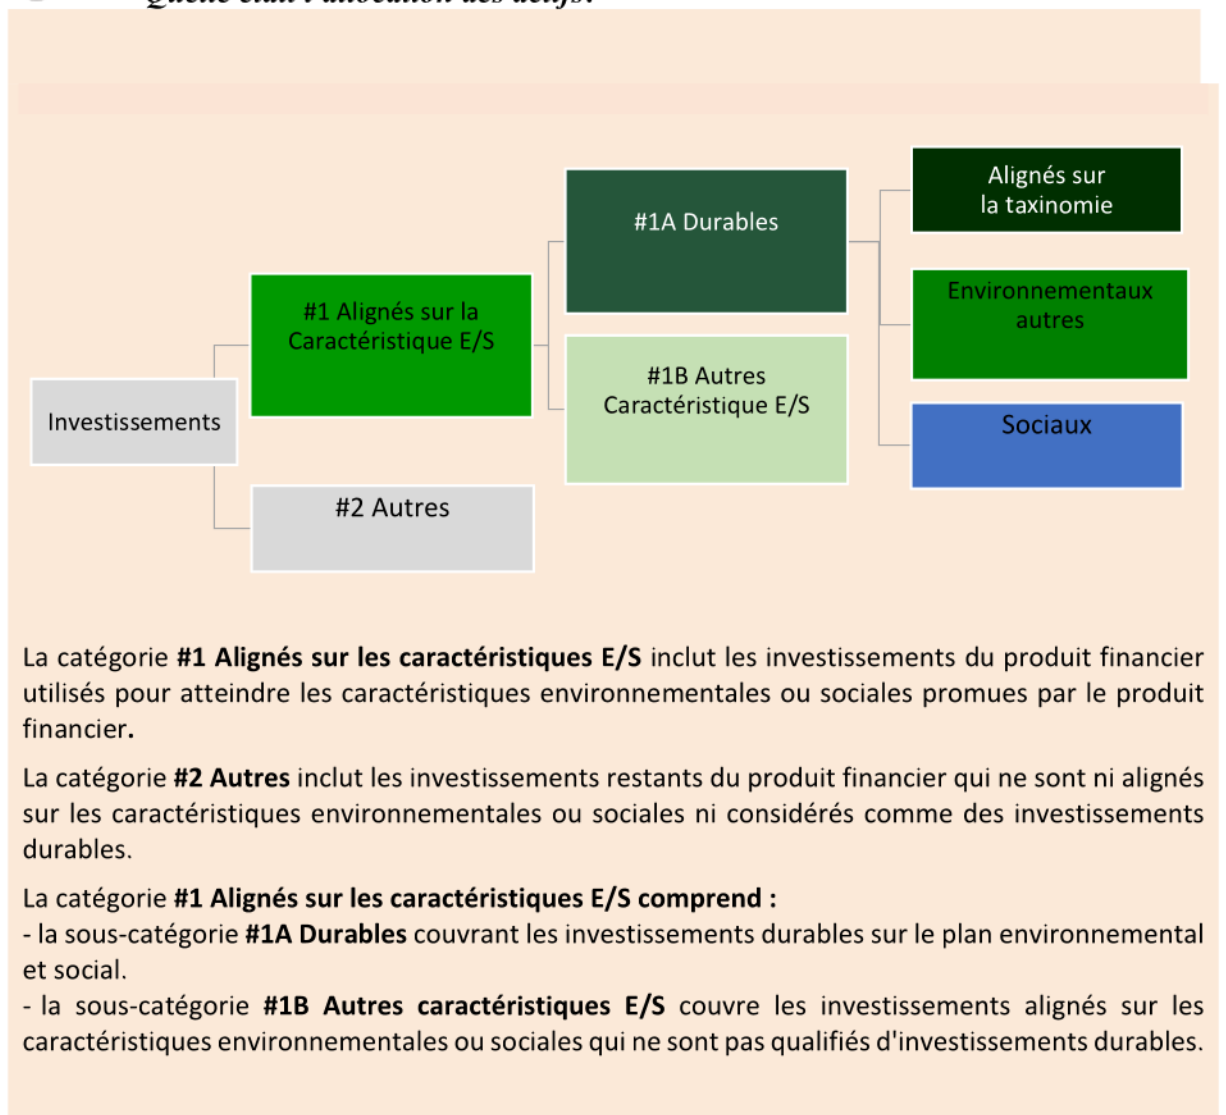 Quelle était l'allocation des actifs?
Alignés sur
la taxinomie
#1A Durables
Environnementaux
autres
#1 Alignés sur la
Caractéristique E/S
#1B Autres
Caractéristique E/S
Investissements
Sociaux
#2 Autres
La catégorie #1 Alignés sur les caractéristiques E/S inclut les investissements du produit financier
utilisés pour atteindre les caractéristiques environnementales ou sociales promues par le produit
financier.
La catégorie #2 Autres inclut les investissements restants du produit financier qui ne sont ni alignés
sur les caractéristiques environnementales ou sociales ni considérés comme des investissements
durables.
La catégorie #1 Alignés sur les caractéristiques E/S comprend :
- la sous-catégorie #1A Durables couvrant les investissements durables sur le plan environnemental
et social.
- la sous-catégorie #1B Autres caractéristiques E/S couvre les investissements alignés sur les
caractéristiques environnementales ou sociales qui ne sont pas qualifiés d'investissements durables.